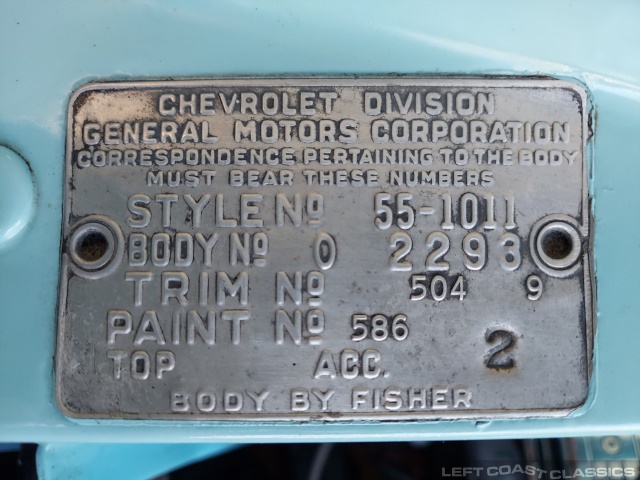 CHEVROLET DIVISION
GENERAL MOTORS CORPORATION
CORRESPONDENCE PERTAINING TO THE BODY
MUST BEAR THESE NUMBERS
STYLE Nº 55-1011
BODY Nº O 2293
TRIM Nº 504 9
PAINT Nº 586
TOP ACC. 2
BODY BY FISHER
LEFT COAST CLASSICS